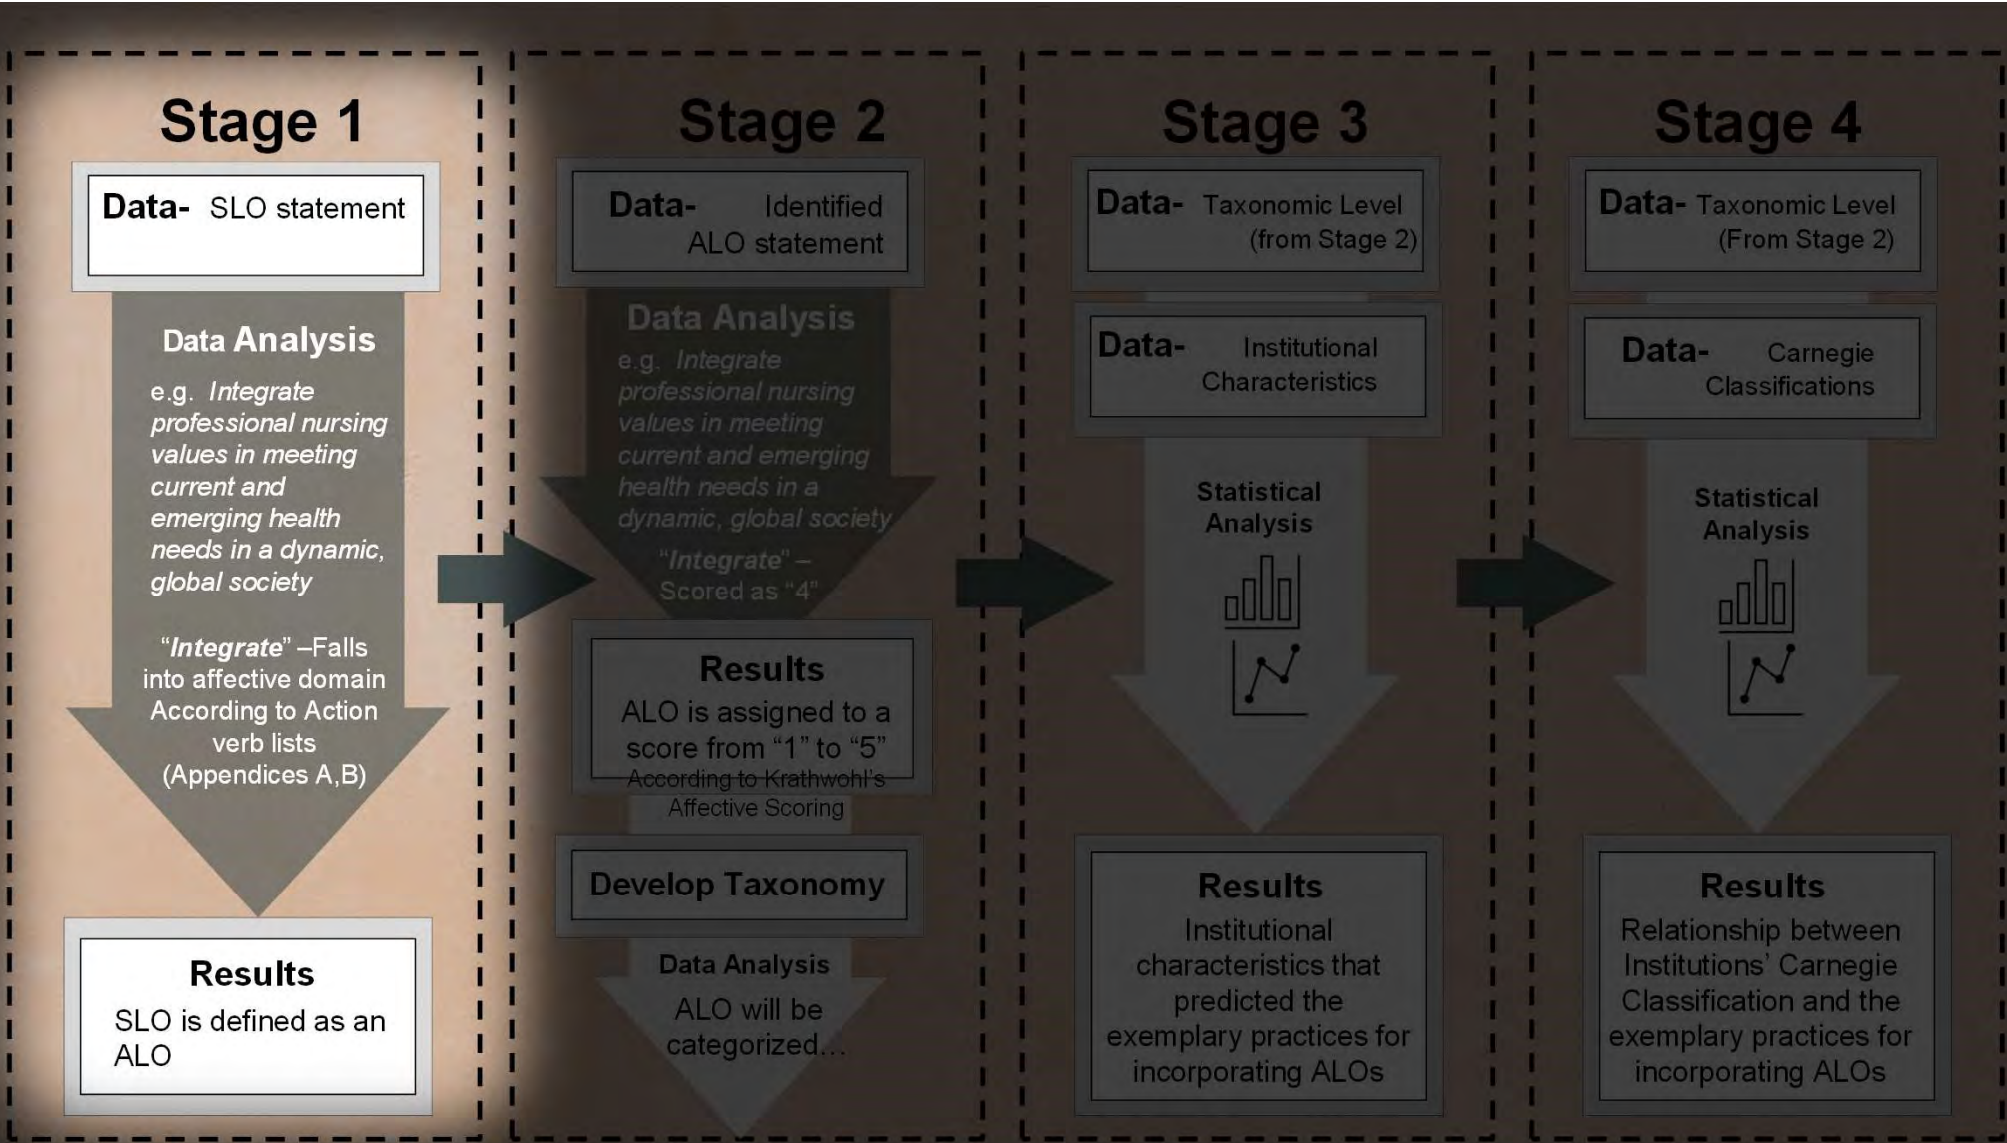 Stage 1
Data- SLO statement
Data Analysis
e.g. Integrate
professional nursing
values in meeting
current and
emerging health
needs in a dynamic,
global society
“Integrate” –Falls
into affective domain
According to Action
verb lists
(Appendices A,B)
Results
SLO is defined as an
ALO
Stage 2
Data- Identified
ALO statement
Data Analysis
e.g. Integrate
professional nursing
values in meeting
current and emerging
health needs in a
dynamic, global society
“Integrate” –
Scored as “4”
Results
ALO is assigned to a
score from “1” to “5”
According to Krathwohl’s
Affective Scoring
Develop Taxonomy
Data Analysis
ALO will be
categorized…
Stage 3
Data- Taxonomic Level
(from Stage 2)
Data- Institutional
Characteristics
Statistical
Analysis
Results
Institutional
characteristics that
predicted the
exemplary practices for
incorporating ALOs
Stage 4
Data- Taxonomic Level
(From Stage 2)
Data- Carnegie
Classifications
Statistical
Analysis
Results
Relationship between
Institutions’ Carnegie
Classification and the
exemplary practices for
incorporating ALOs